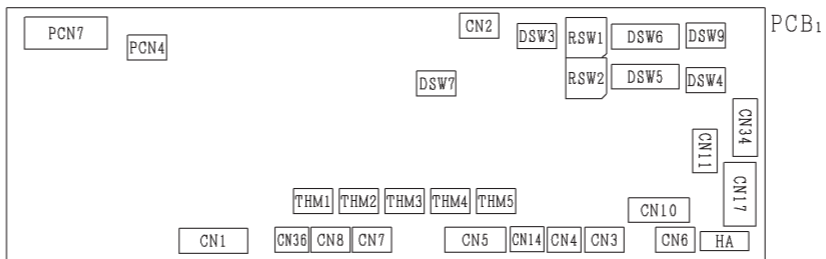 PCN7
PCN4
CN2
DSW3
RSW1
DSW6
DSW9
PCB1
RSW2
DSW5
DSW4
DSW7
CN34
CN11
CN17
THM1 THM2 THM3 THM4 THM5
CN10
CN1
CN36 CN8 CN7
CN5
CN14 CN4 CN3
CN6
HA